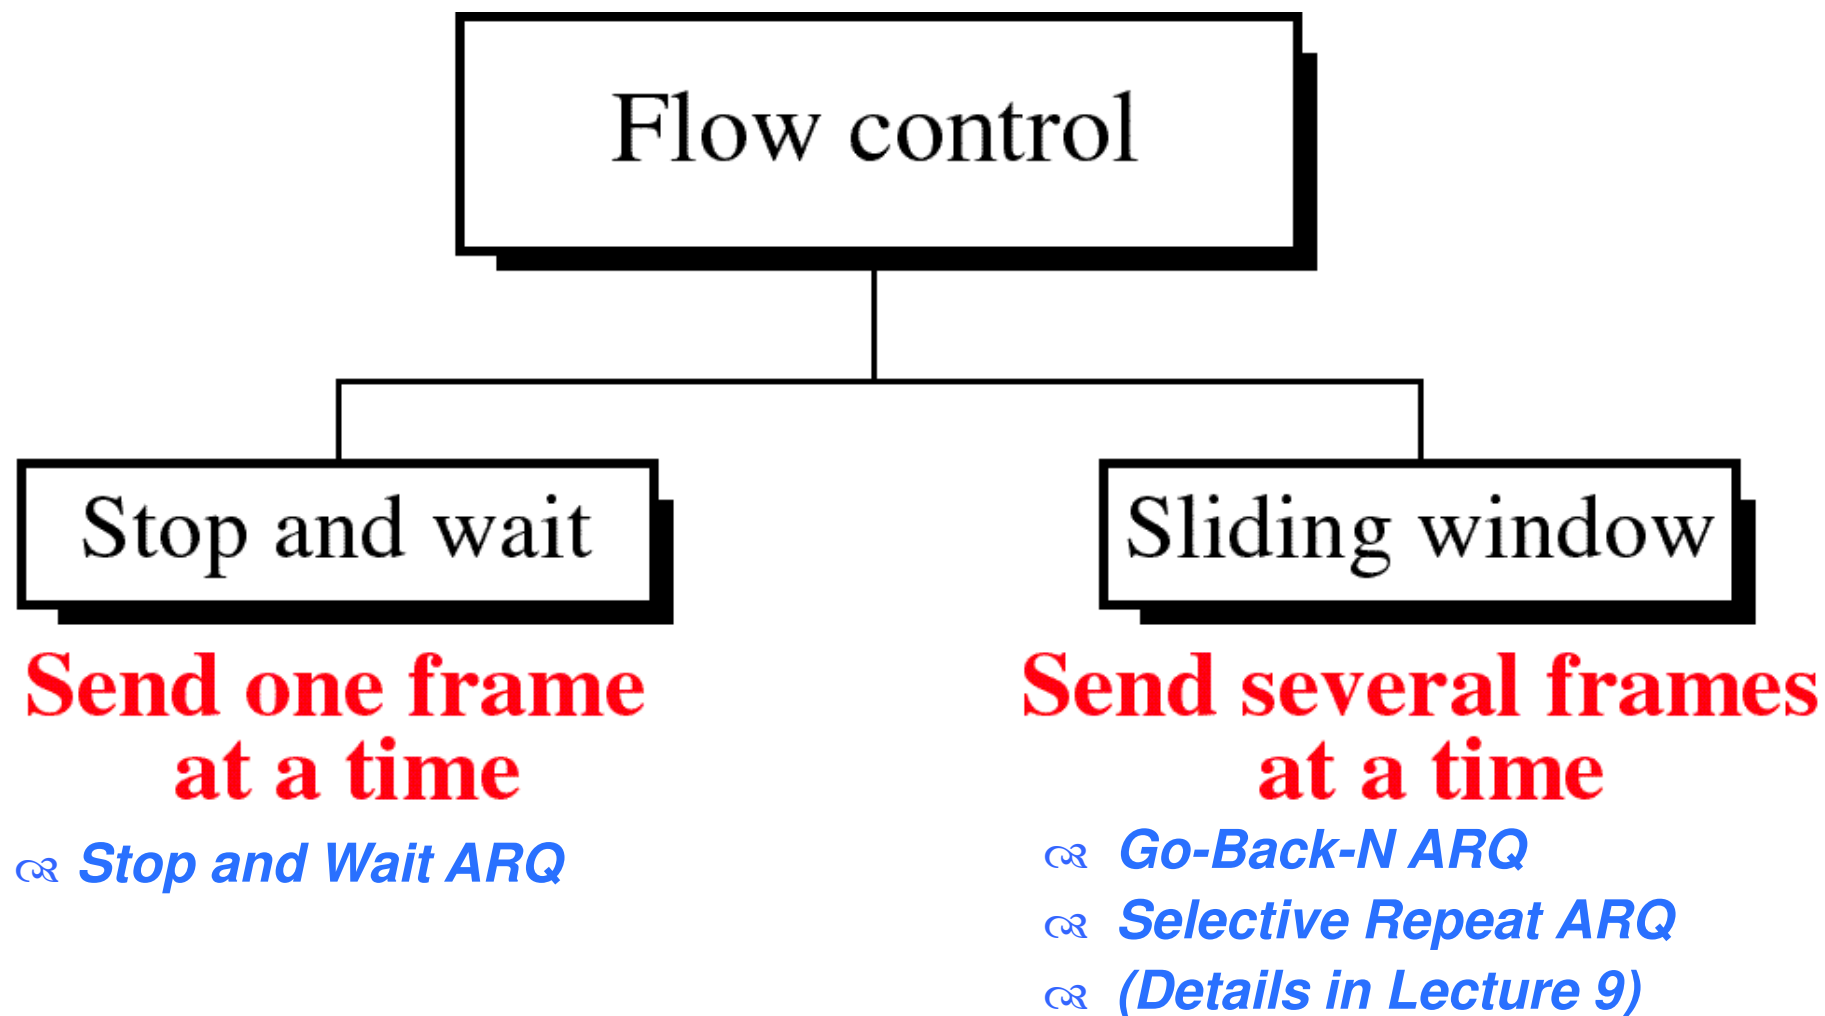 Flow control
Stop and wait
Send one frame
at a time
Stop and Wait ARQ
Sliding window
Send several frames
at a time
Go-Back-N ARQ
Selective Repeat ARQ
(Details in Lecture 9)